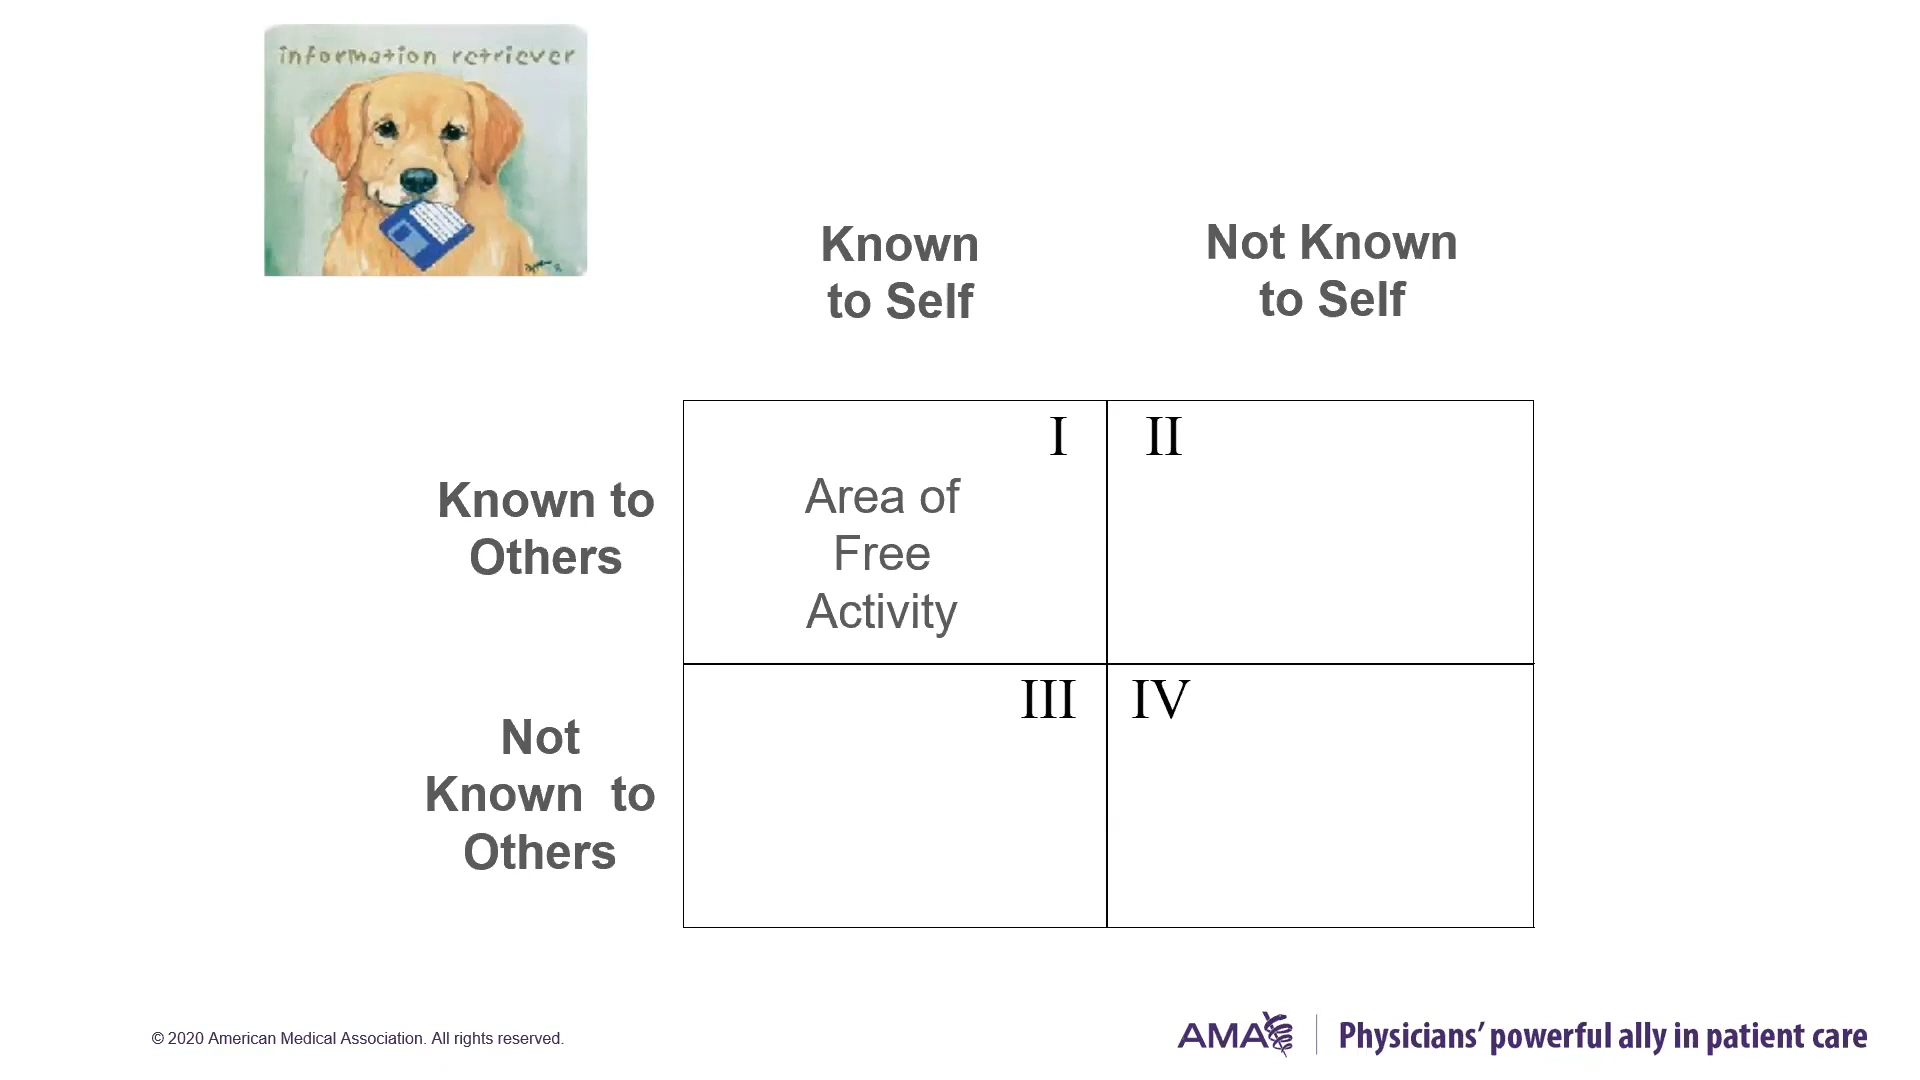 information retriever
Known
to Self
Not Known
to Self
Known to
Others
I
Area of
Free
Activity
II
Not
Known to
Others
III
IV
© 2020 American Medical Association. All rights reserved.
AMA
Physicians’ powerful ally in patient care